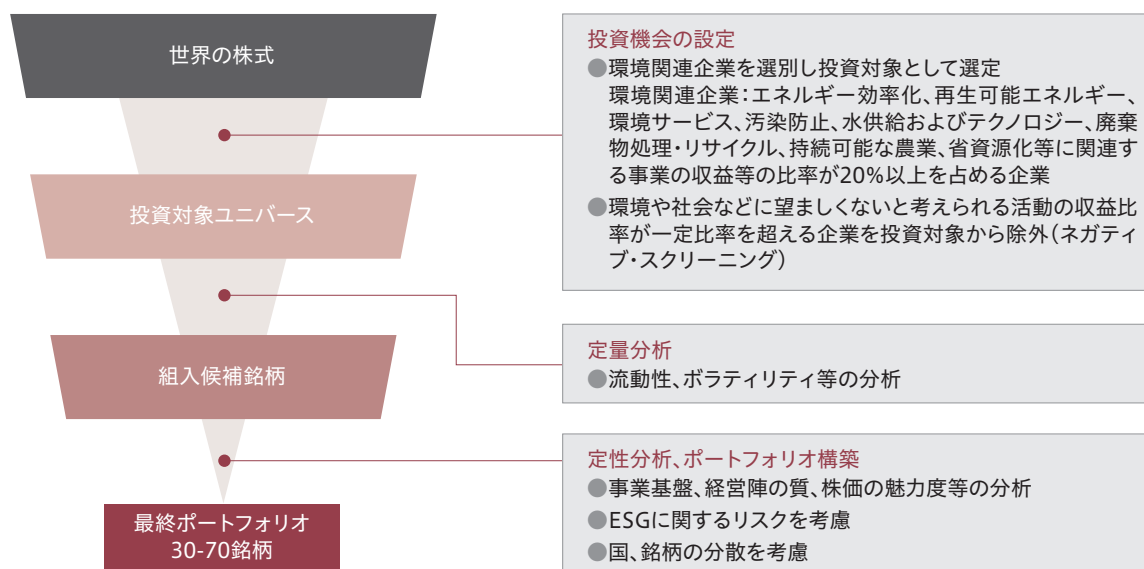 世界の株式
投資対象ユニバース
組入候補銘柄
最終ポートフォリオ
30-70銘柄
投資機会の設定
●環境関連企業を選別し投資対象として選定
環境関連企業：エネルギー効率化、再生可能エネルギー、
環境サービス、汚染防止、水供給およびテクノロジー、廃棄
物処理・リサイクル、持続可能な農業、省資源化等に関連す
る事業の収益等の比率が20%以上を占める企業
●環境や社会などに望ましくないと考えられる活動の収益比
率が一定比率を超える企業を投資対象から除外（ネガティ
ブ・スクリーニング）
定量分析
●流動性、ボラティリティ等の分析
定性分析、ポートフォリオ構築
●事業基盤、経営陣の質、株価の魅力度等の分析
●ESGに関するリスクを考慮
●国、銘柄の分散を考慮